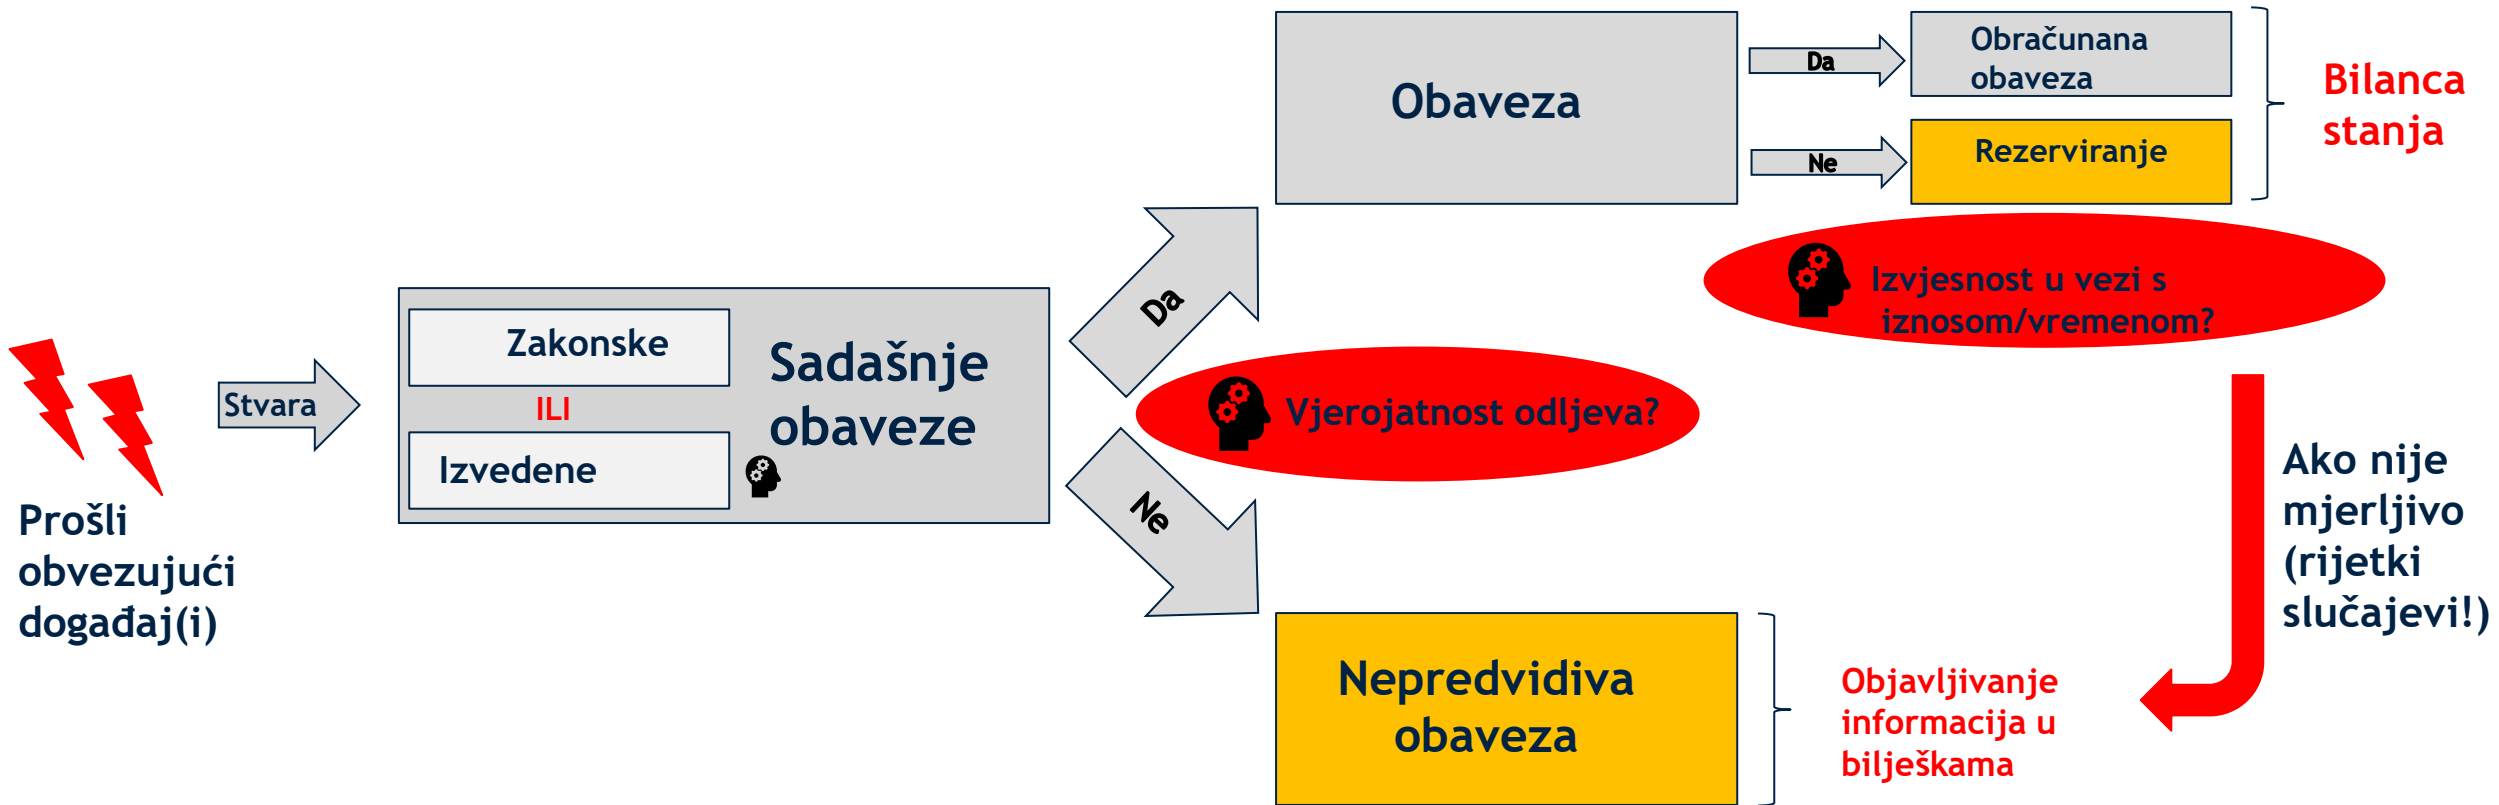 Prošli
obvezujući
događaj(i)
Stvara
Zakonske
ILI
Izvedene
Sadašnje
obaveze
Da
Ne
Vjerojatnost odljeva?
Obaveza
Da
Ne
Obračunana
obaveza
Rezerviranje
Bilanca
stanja
Izvjesnost u vezi s
iznosom/vremenom?
Ako nije
mjerljivo
(rijetki
slučajevi!)
Nepredvidiva
obaveza
Objavljivanje
informacija u
bilješkama